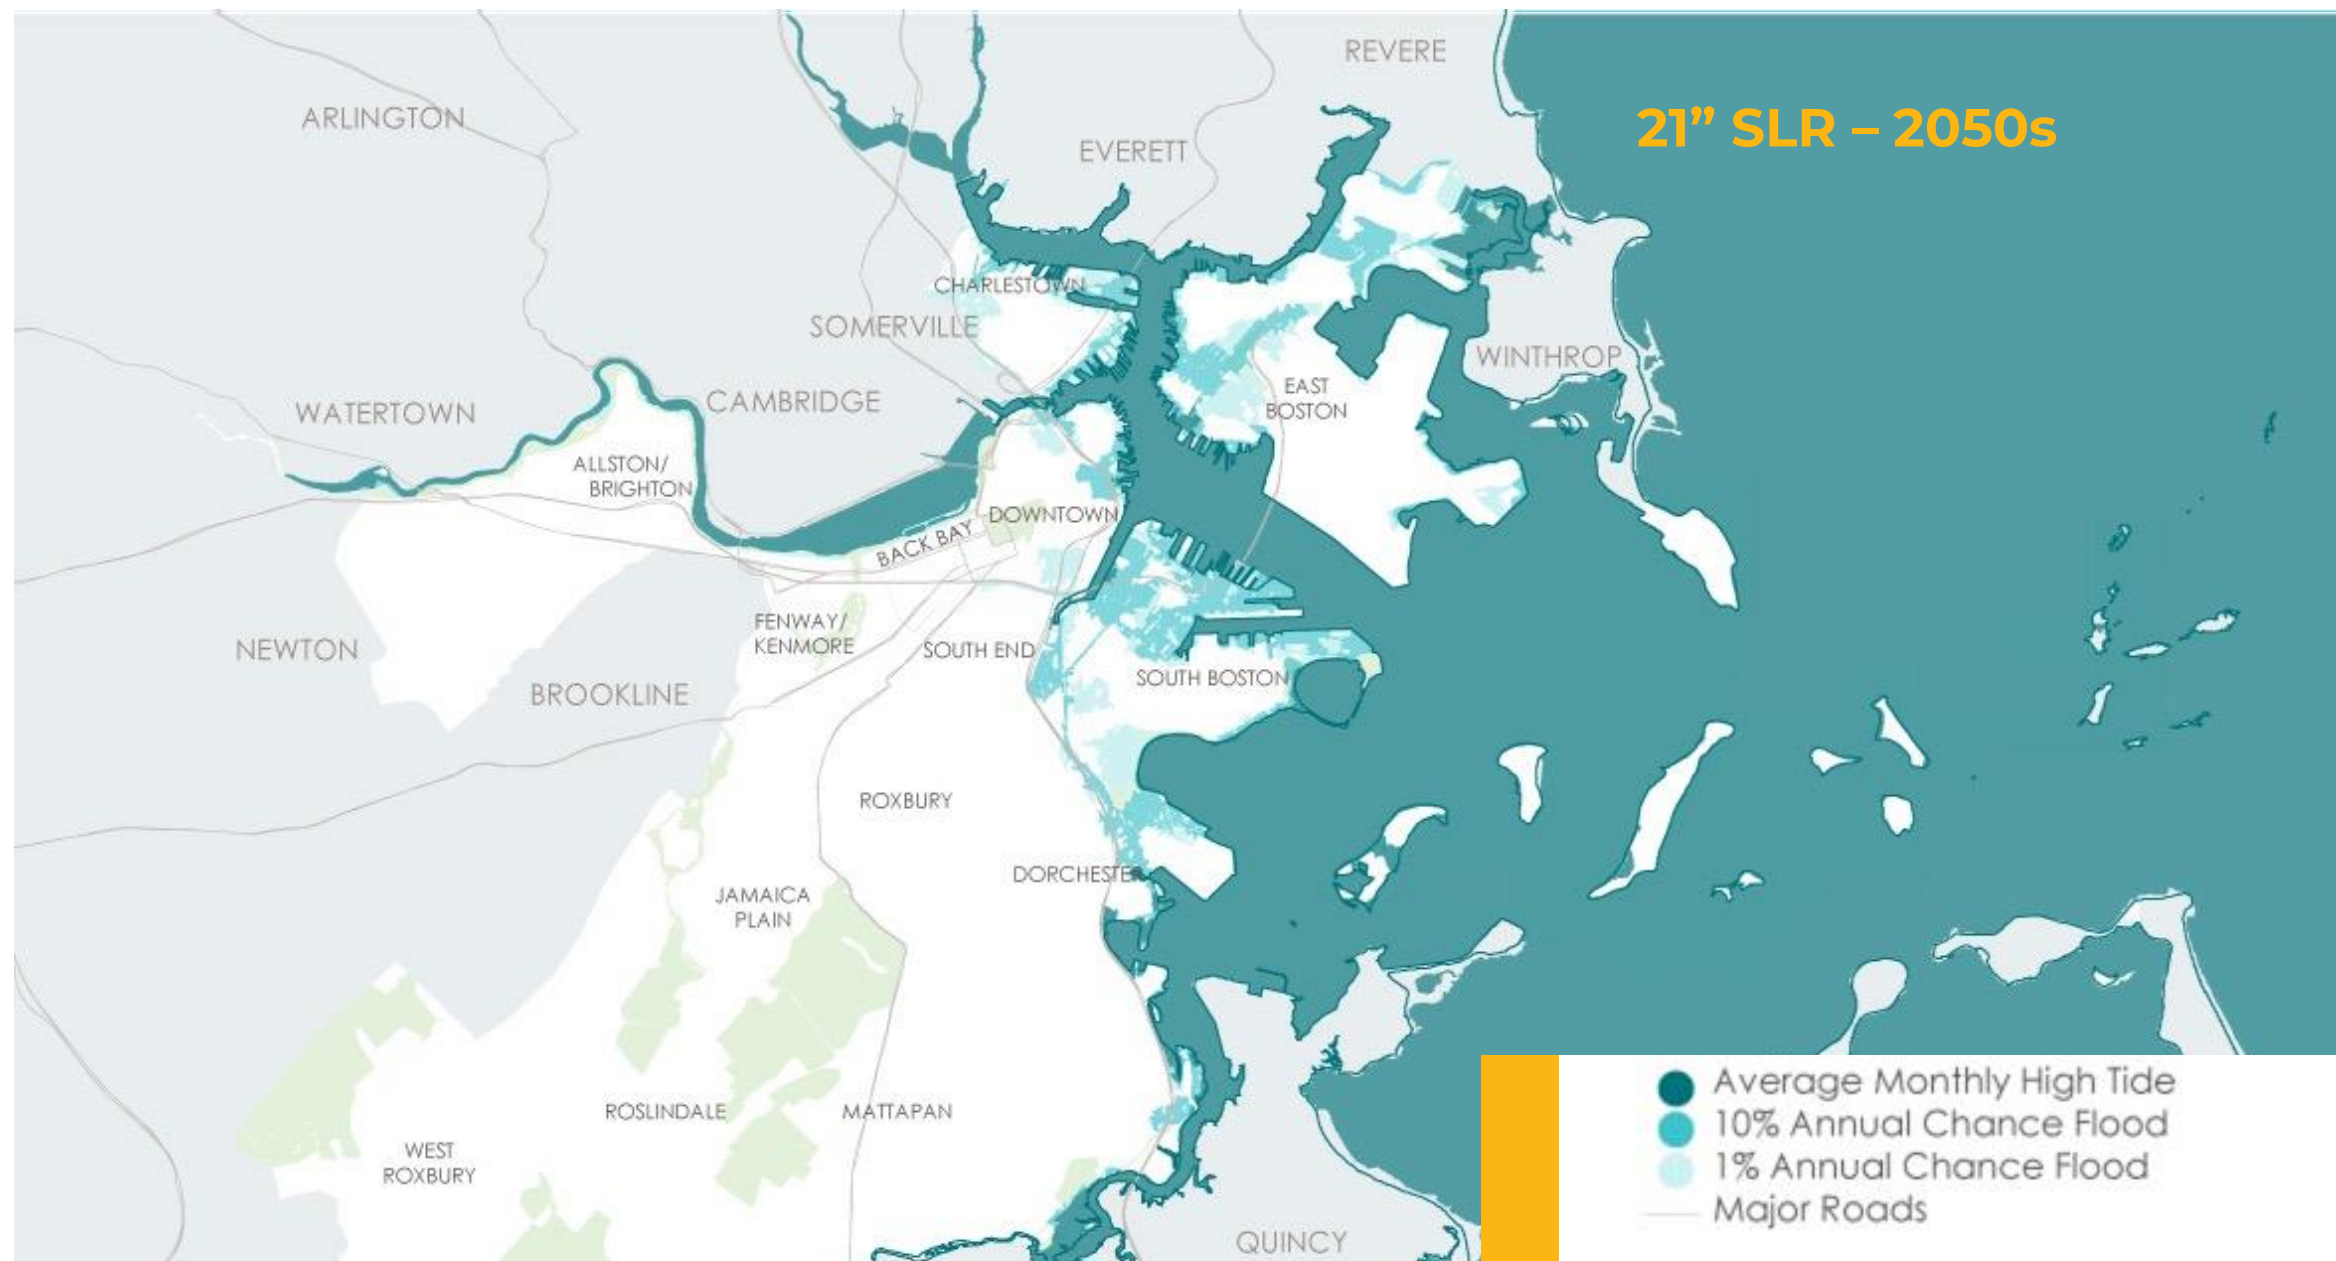 REVERE
21” SLR – 2050s
ARLINGTON
EVERETT
CHARLESTOWN
SOMERVILLE
WINTHROP
EAST
BOSTON
CAMBRIDGE
WATERTOWN
ALLSTON/
BRIGHTON
DOWNTOWN
BACK BAY
FENWAY/
KENMORE
SOUTH END
NEWTON
SOUTH BOSTON
BROOKLINE
ROXBURY
DORCHESTER
JAMAICA
PLAIN
ROSLINDALE
MATTAPAN
WEST
ROXBURY
QUINCY
Average Monthly High Tide
10% Annual Chance Flood
1% Annual Chance Flood
Major Roads